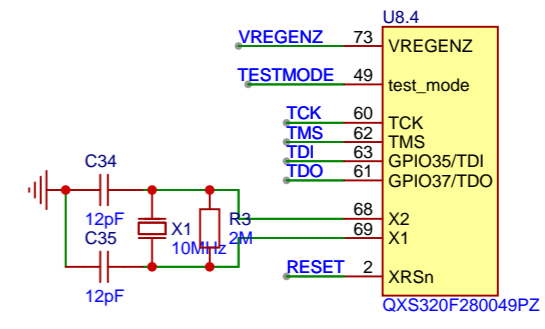 U8.4
VREGENZ 73 VREGENZ
TESTMODE 49 test_mode
TCK 60 TCK
TMS 62 TMS
TDI 63 GPIO35/TDI
TDO 61 GPIO37/TDO
C34
12pF
X1
10MHz
R3
2M
68 X2
69 X1
C35
12pF
RESET 2 XRSn
QXS320F280049PZ